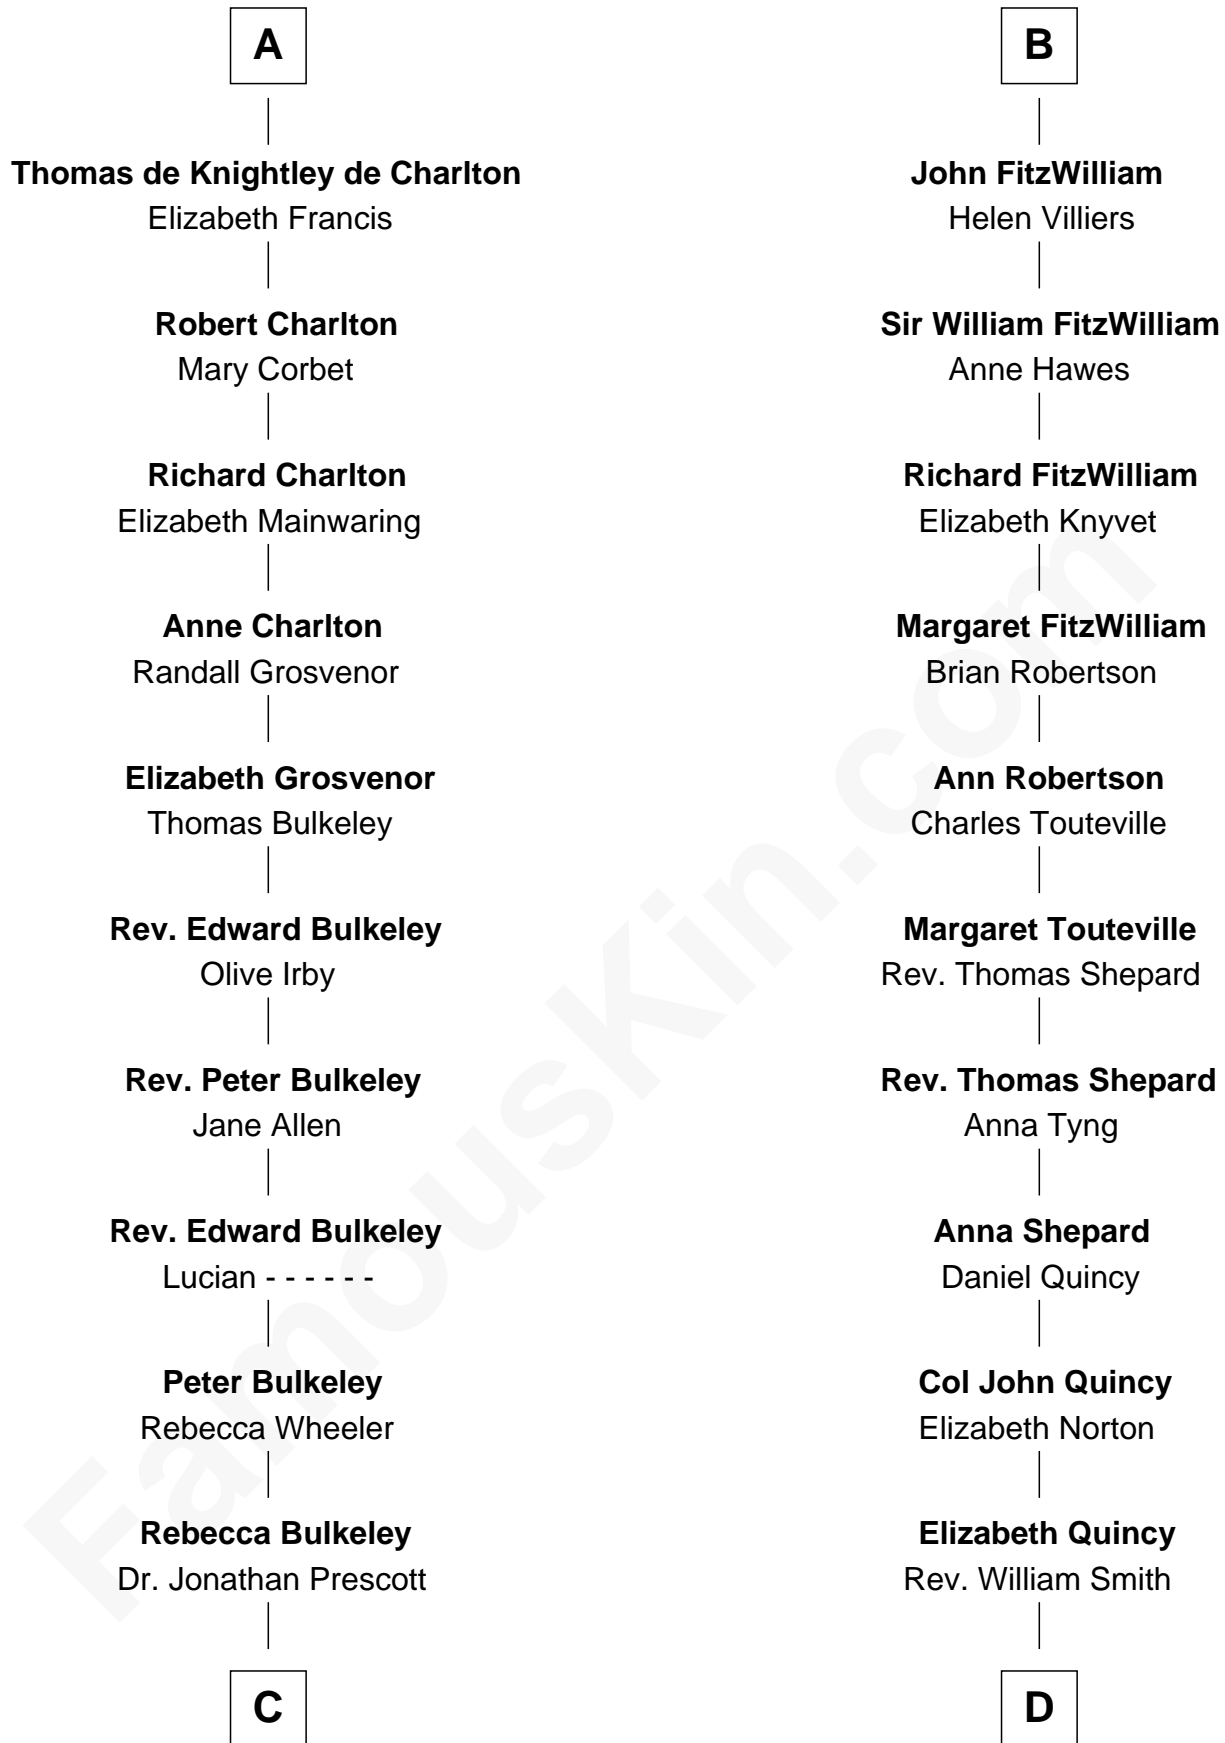 A
Thomas de Knightley de Charlton
Elizabeth Francis
Robert Charlton
Mary Corbet
Richard Charlton
Elizabeth Mainwaring
Anne Charlton
Randall Grosvenor
Elizabeth Grosvenor
Thomas Bulkeley
Rev. Edward Bulkeley
Olive Irby
Rev. Peter Bulkeley
Jane Allen
Rev. Edward Bulkeley
Lucian - - - - - -
Peter Bulkeley
Rebecca Wheeler
Rebecca Bulkeley
Dr. Jonathan Prescott
C
B
John FitzWilliam
Helen Villiers
Sir William FitzWilliam
Anne Hawes
Richard FitzWilliam
Elizabeth Knyvet
Margaret FitzWilliam
Brian Robertson
Ann Robertson
Charles Touteville
Margaret Touteville
Rev. Thomas Shepard
Rev. Thomas Shepard
Anna Tyng
Anna Shepard
Daniel Quincy
Col John Quincy
Elizabeth Norton
Elizabeth Quincy
Rev. William Smith
D
FamousKin.com